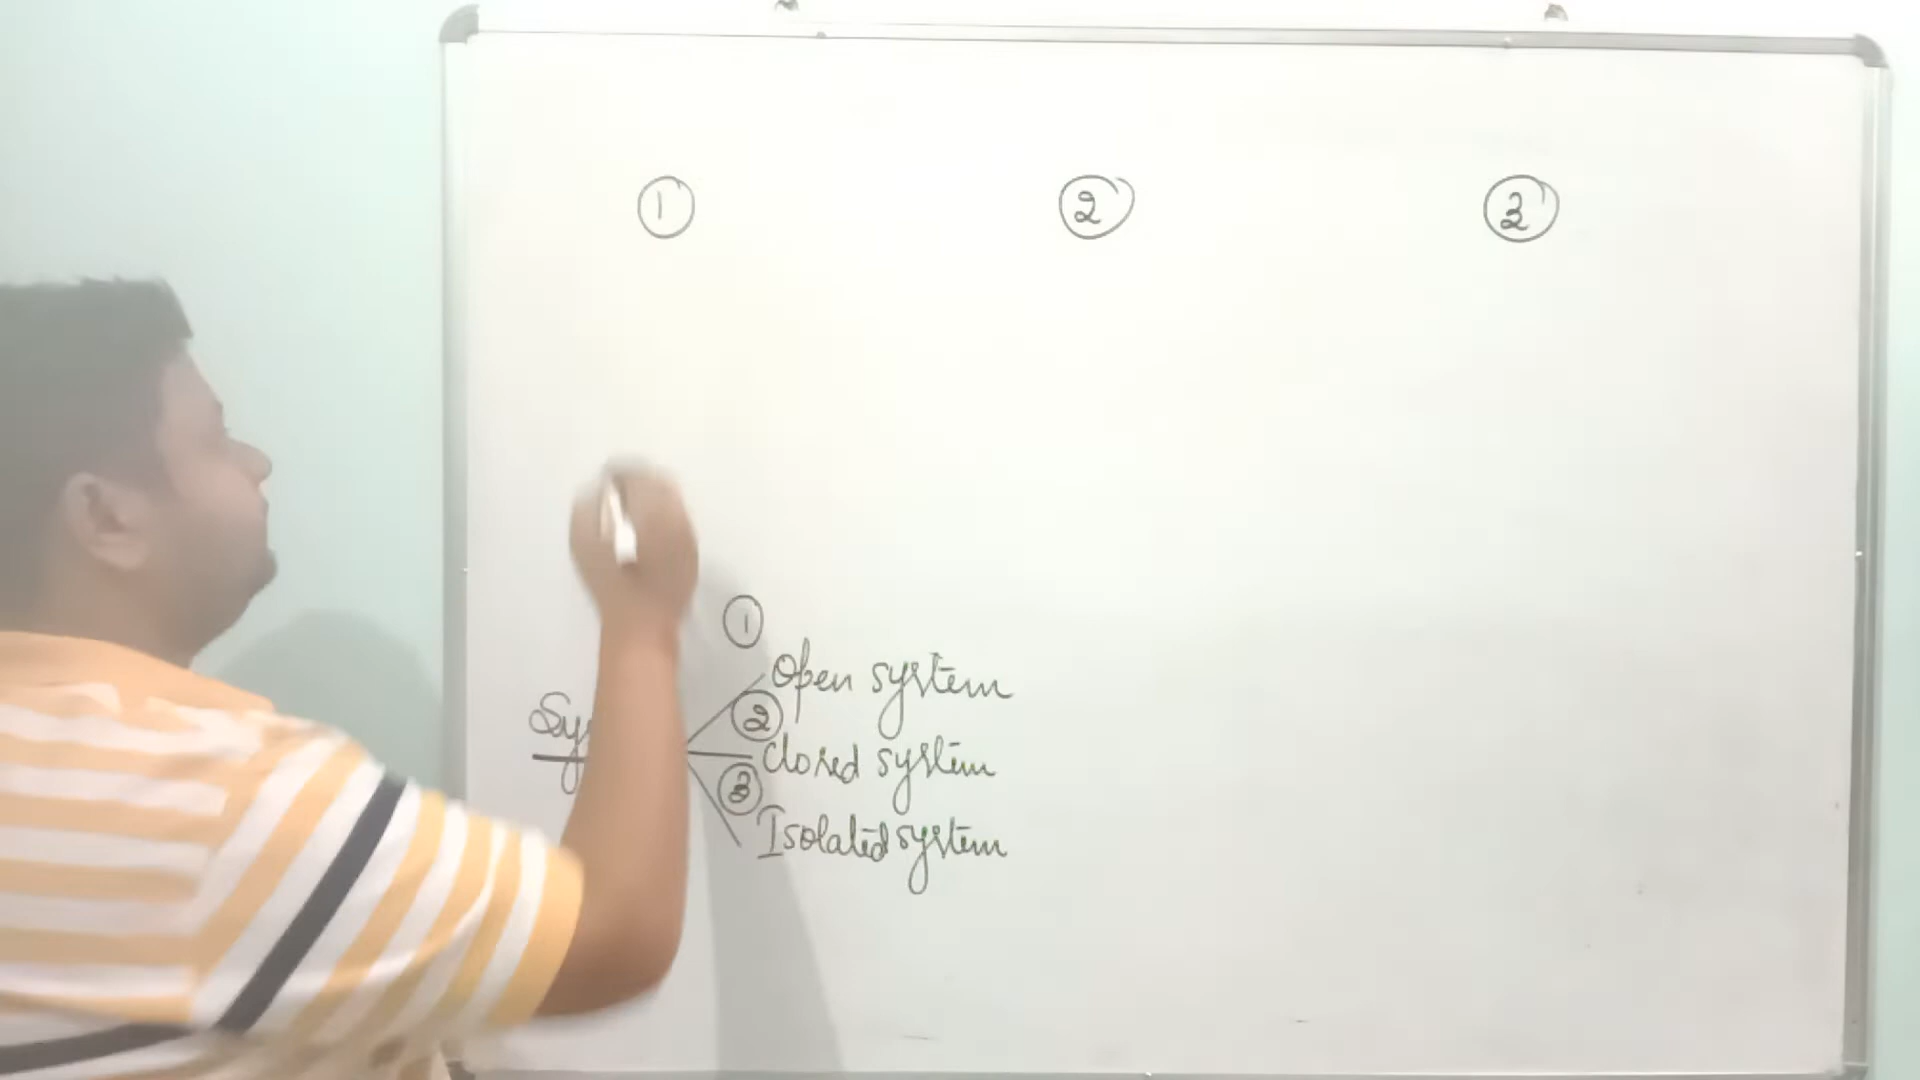 ① ② ③
①
Open system
②
Closed system
③
Isolated system